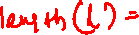 length(L) =